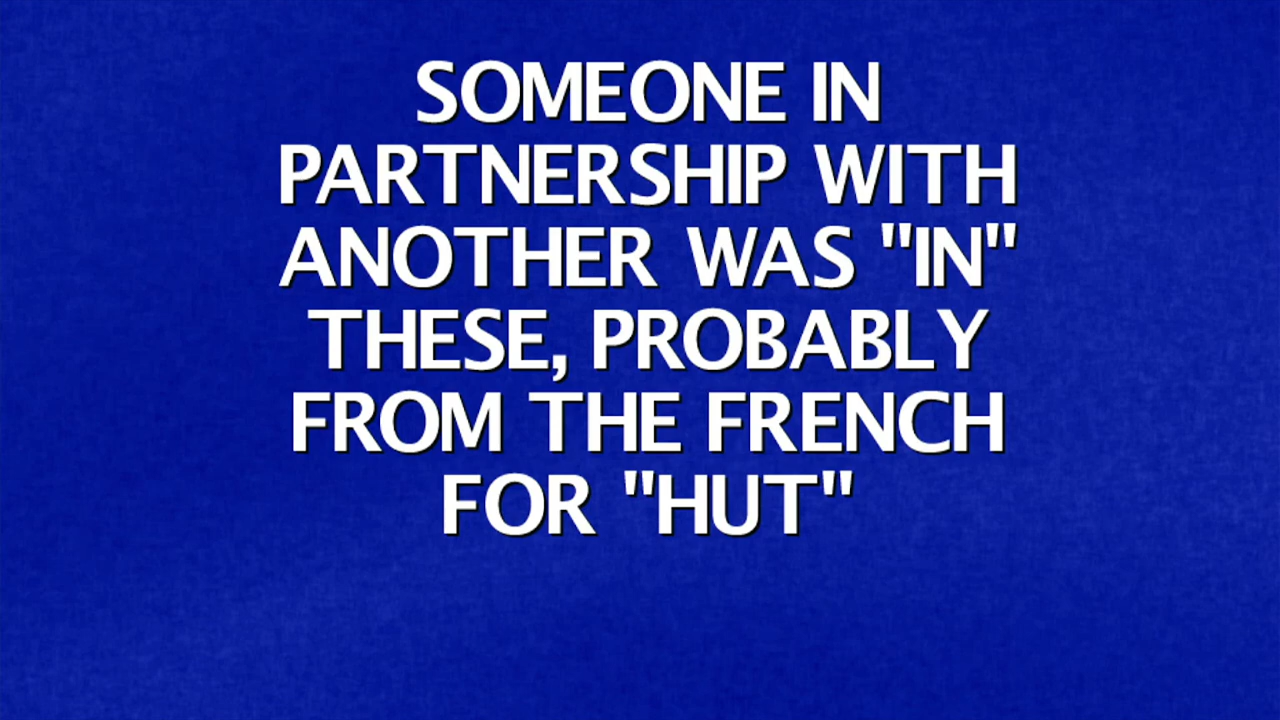 SOMEONE IN
PARTNERSHIP WITH
ANOTHER WAS "IN"
THESE, PROBABLY
FROM THE FRENCH
FOR "HUT"